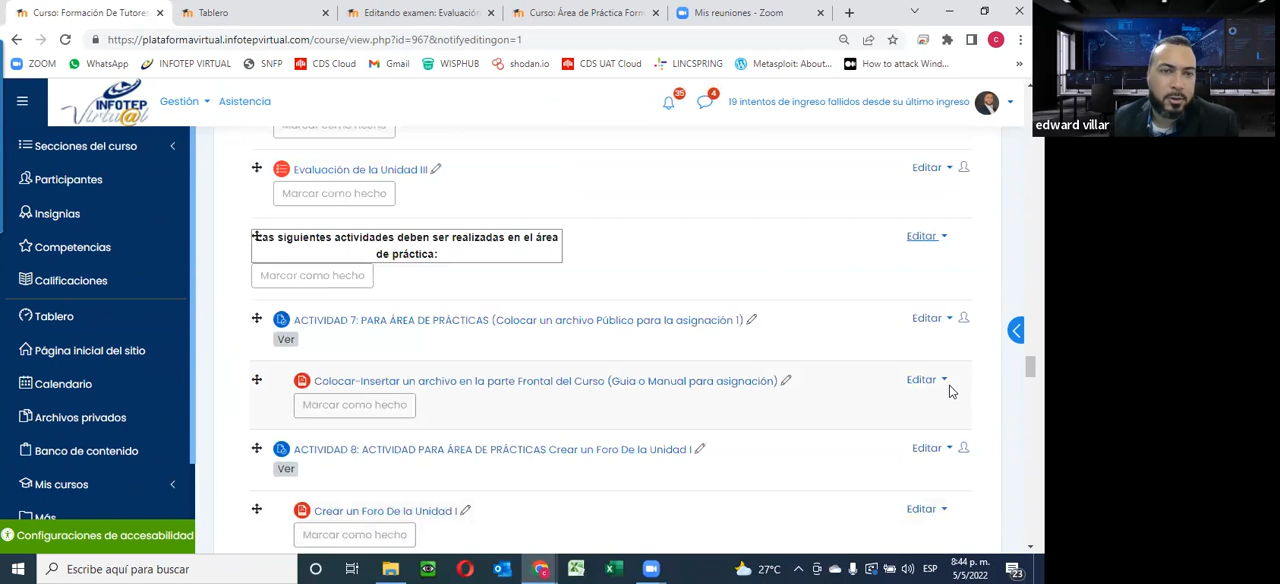 Curso: Formación De Tutores
Tablero
Editando examen: Evaluación
Curso: Área de Práctica Form
Mis reuniones - Zoom
https://plataformavirtual.infotepvirtual.com/course/view.php?id=967&notifyeditingon=1
ZOOM
WhatsApp
INFOTEP VIRTUAL
SNFP
CDS Cloud
Gmail
WISPHUB
shodan.io
CDS UAT Cloud
LINCSPRING
Metasploit: About...
How to attack Wind...
»
INFOTEP
Virtu@l
Gestión
Asistencia
35
4
19 intentos de ingreso fallidos desde su último ingreso
edward villar
Secciones del curso
Participantes
Insignias
Competencias
Calificaciones
Tablero
Página inicial del sitio
Calendario
Archivos privados
Banco de contenido
Mis cursos
Más
Configuraciones de accesabilidad
Marcar como hecho
Evaluación de la Unidad III
Editar
Marcar como hecho
Las siguientes actividades deben ser realizadas en el área
de práctica:
Editar
Marcar como hecho
ACTIVIDAD 7: PARA ÁREA DE PRÁCTICAS (Colocar un archivo Público para la asignación 1)
Editar
Ver
Colocar-Insertar un archivo en la parte Frontal del Curso (Guia o Manual para asignación)
Editar
Marcar como hecho
ACTIVIDAD 8: ACTIVIDAD PARA ÁREA DE PRÁCTICAS Crear un Foro De la Unidad I
Editar
Ver
Crear un Foro De la Unidad I
Editar
Marcar como hecho
Escribe aquí para buscar
27°C
ESP
8:44 p. m.
5/5/2022
23